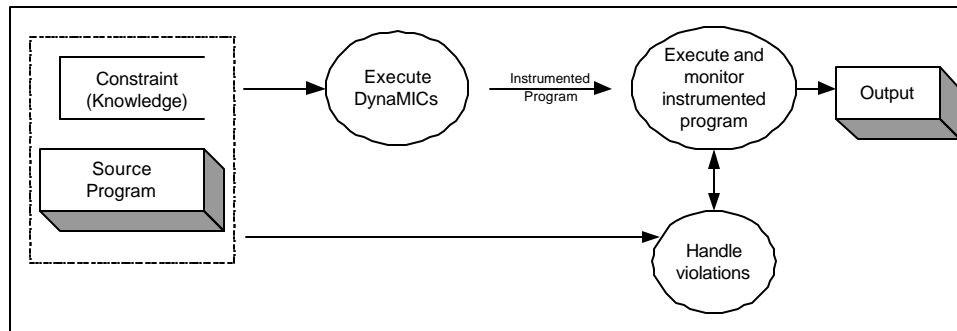 Constraint
(Knowledge)
Source
Program
Execute
DynaMICs
Instrumented
Program
Execute and
monitor
instrumented
program
Output
Handle
violations